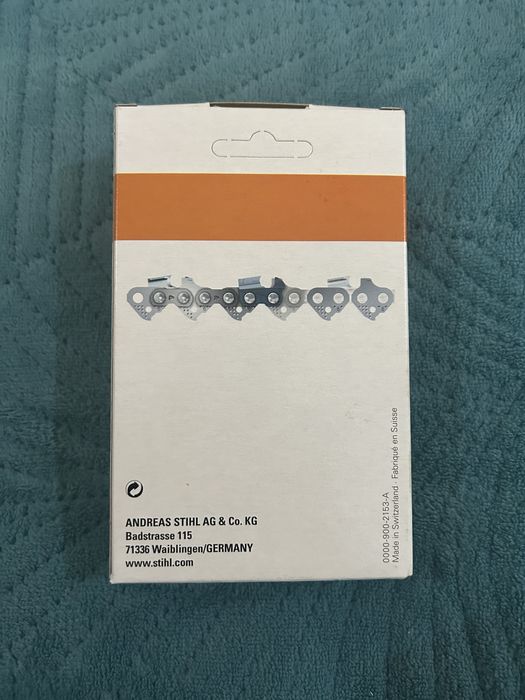 ANDREAS STIHL AG & Co. KG
Badstrasse 115
71336 Waiblingen/GERMANY
www.stihl.com
0000-900-2153-A
Made in Switzerland · Fabriqué en Suisse